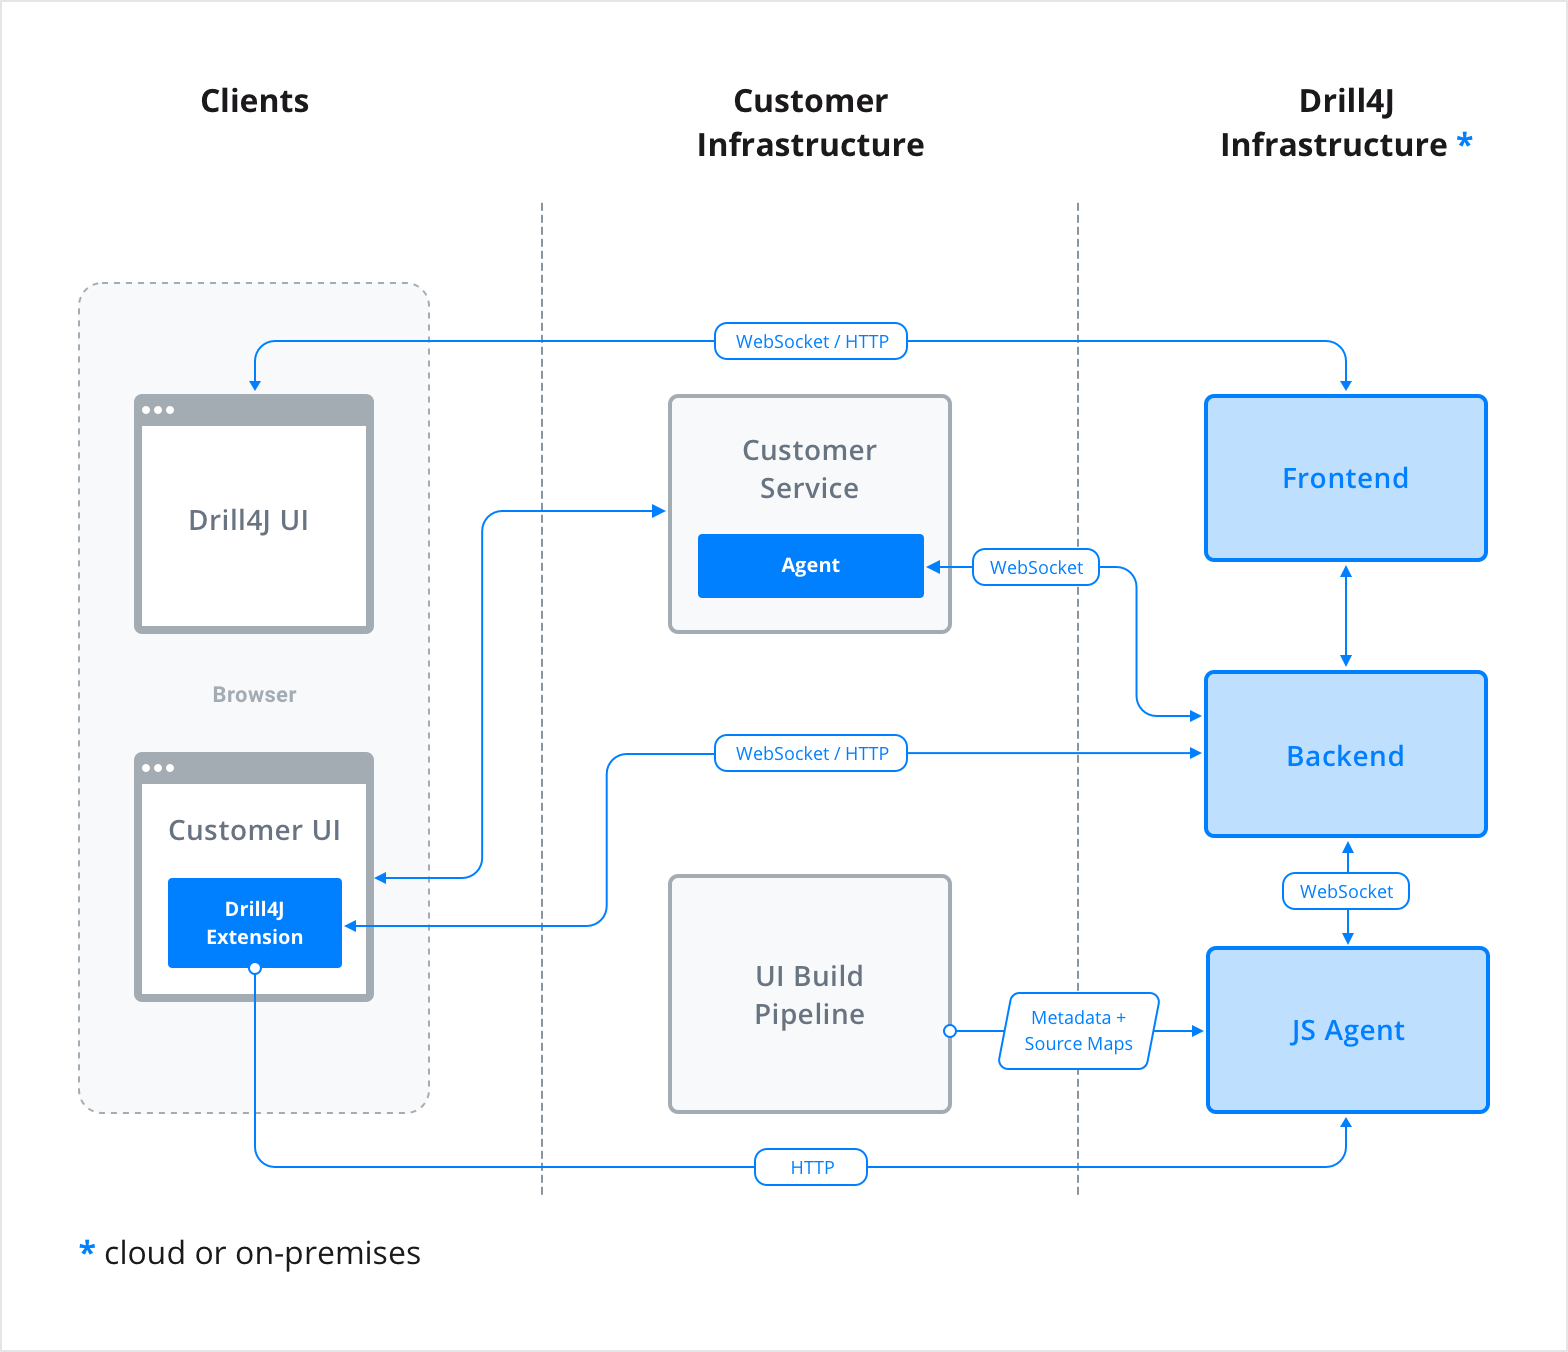 Clients
Customer
Infrastructure
Drill4J
Infrastructure *
WebSocket / HTTP
Drill4J UI
Customer
Service
Agent
Frontend
WebSocket
Browser
WebSocket / HTTP
Backend
Customer UI
Drill4J
Extension
WebSocket
UI Build
Pipeline
Metadata +
Source Maps
JS Agent
HTTP
* cloud or on-premises